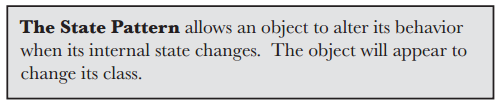 The State Pattern allows an object to alter its behavior
when its internal state changes.  The object will appear to
change its class.